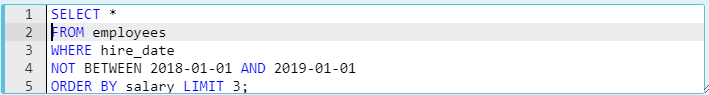 1 SELECT *
2 FROM employees
3 WHERE hire_date
4 NOT BETWEEN 2018-01-01 AND 2019-01-01
5 ORDER BY salary LIMIT 3;